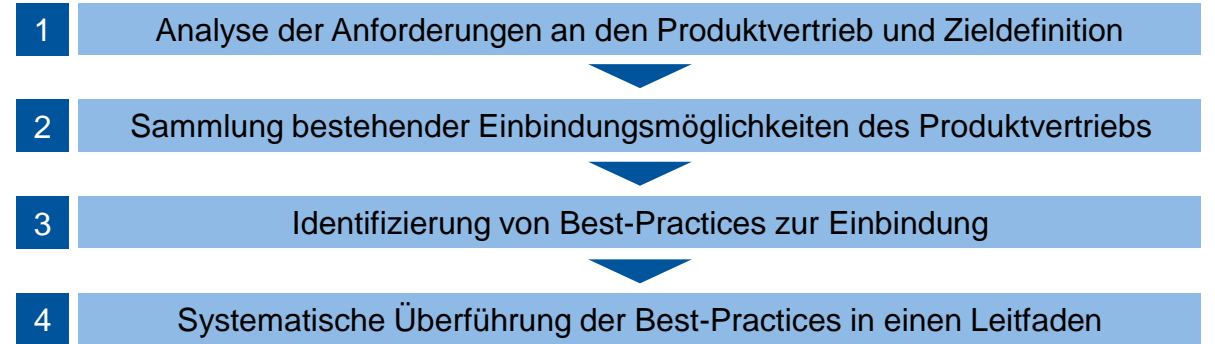 1 Analyse der Anforderungen an den Produktvertrieb und Zieldefinition
2 Sammlung bestehender Einbindungsmöglichkeiten des Produktvertriebs
3 Identifizierung von Best-Practices zur Einbindung
4 Systematische Überführung der Best-Practices in einen Leitfaden